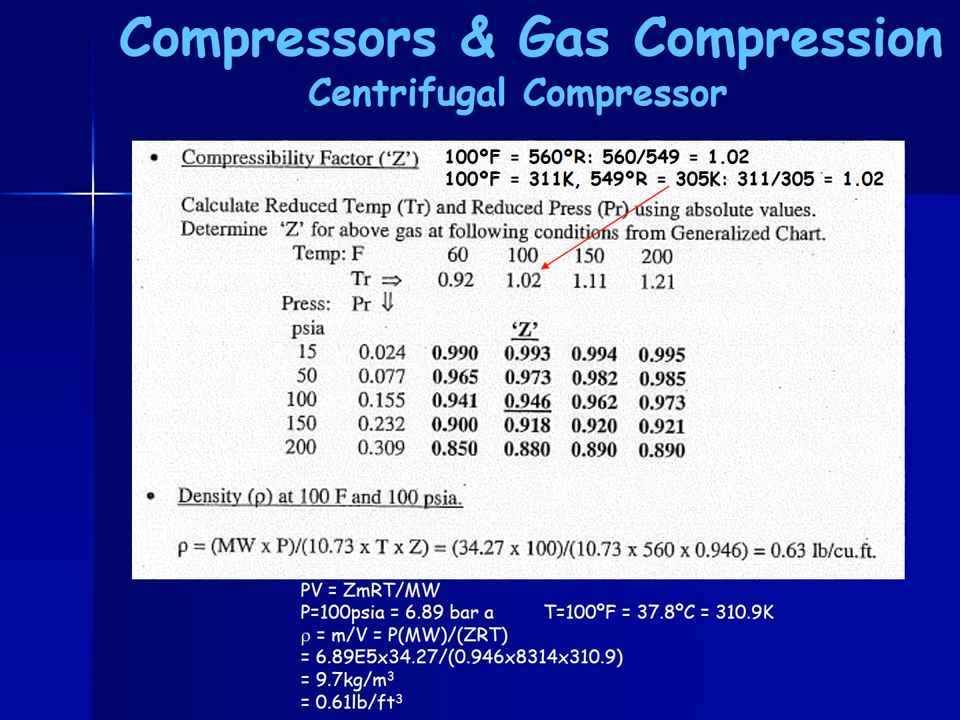 Compressors & Gas Compression
Centrifugal Compressor
• Compressibility Factor ('Z') 100ºF = 560ºR: 560/549 = 1.02
100ºF = 311K, 549ºR = 305K: 311/305 = 1.02
Calculate Reduced Temp (Tr) and Reduced Press (Pr) using absolute values.
Determine 'Z' for above gas at following conditions from Generalized Chart.
Temp: F 60 100 150 200
Tr ⇒ 0.92 1.02 1.11 1.21
Press: Pr ⇓
psia 'Z'
15 0.024 0.990 0.993 0.994 0.995
50 0.077 0.965 0.973 0.982 0.985
100 0.155 0.941 0.946 0.962 0.973
150 0.232 0.900 0.918 0.920 0.921
200 0.309 0.850 0.880 0.890 0.890
• Density (ρ) at 100 F and 100 psia.
ρ = (MW x P)/(10.73 x T x Z) = (34.27 x 100)/(10.73 x 560 x 0.946) = 0.63 lb/cu.ft.
PV = ZmRT/MW
P=100psia = 6.89 bar a T=100ºF = 37.8ºC = 310.9K
ρ = m/V = P(MW)/(ZRT)
= 6.89E5x34.27/(0.946x8314x310.9)
= 9.7kg/m³
= 0.61lb/ft³